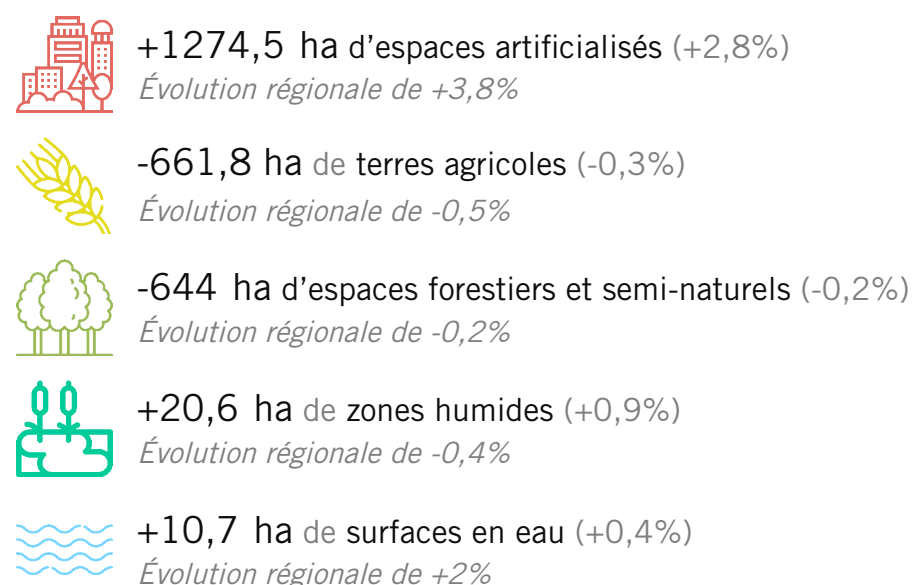 +1274,5 ha d’espaces artificialisés (+2,8%)
Évolution régionale de +3,8%
-661,8 ha de terres agricoles (-0,3%)
Évolution régionale de -0,5%
-644 ha d’espaces forestiers et semi-naturels (-0,2%)
Évolution régionale de -0,2%
+20,6 ha de zones humides (+0,9%)
Évolution régionale de -0,4%
+10,7 ha de surfaces en eau (+0,4%)
Évolution régionale de +2%